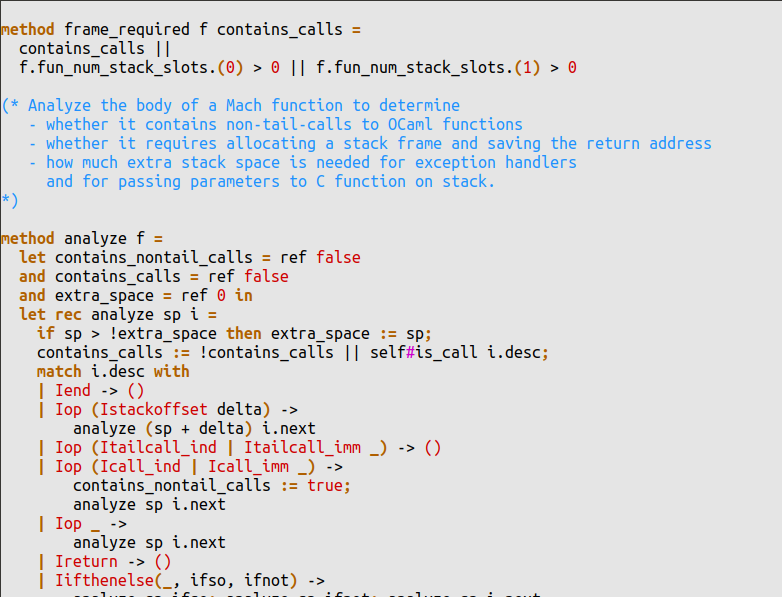 method frame_required f contains_calls =
  contains_calls ||
  f.fun_num_stack_slots.(0) > 0 || f.fun_num_stack_slots.(1) > 0

(* Analyze the body of a Mach function to determine
   - whether it contains non-tail-calls to OCaml functions
   - whether it requires allocating a stack frame and saving the return address
   - how much extra stack space is needed for exception handlers
     and for passing parameters to C function on stack.
*)

method analyze f =
  let contains_nontail_calls = ref false
  and contains_calls = ref false
  and extra_space = ref 0 in
  let rec analyze sp i =
    if sp > !extra_space then extra_space := sp;
    contains_calls := !contains_calls || self#is_call i.desc;
    match i.desc with
    | Iend -> ()
    | Iop (Istackoffset delta) ->
        analyze (sp + delta) i.next
    | Iop (Itailcall_ind | Itailcall_imm _) -> ()
    | Iop (Icall_ind | Icall_imm _) ->
        contains_nontail_calls := true;
        analyze sp i.next
    | Iop _ ->
        analyze sp i.next
    | Ireturn -> ()
    | Iifthenelse(_, ifso, ifnot) ->